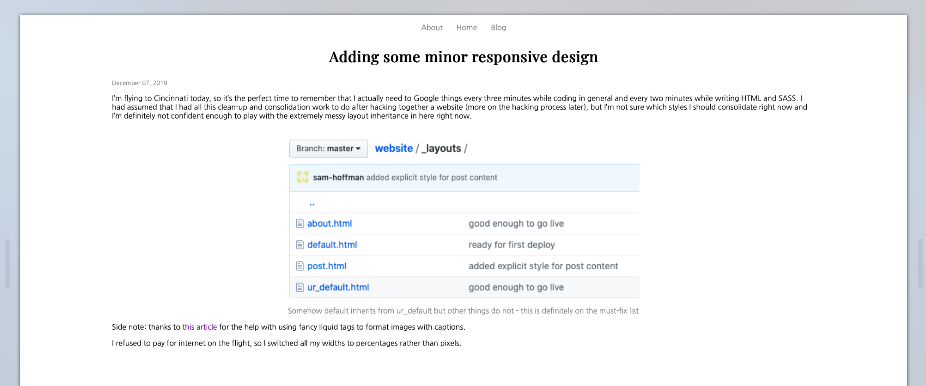 About Home Blog
Adding some minor responsive design
December 07, 2019
I'm flying to Cincinnati today, so it's the perfect time to remember that I actually need to Google things every three minutes while coding in general and every two minutes while writing HTML and SASS. I
had assumed that I had all this clean-up and consolidation work to do after hacking together a website (more on the hacking process later), but I'm not sure which styles I should consolidate right now and
I'm definitely not confident enough to play with the extremely messy layout inheritance in here right now.
Branch: master website / _layouts /
sam-hoffman added explicit style for post content
..
about.html good enough to go live
default.html ready for first deploy
post.html added explicit style for post content
ur_default.html good enough to go live
Somehow default inherits from ur_default but other things do not - this is definitely on the must-fix list
Side note: thanks to this article for the help with using fancy liquid tags to format images with captions.
I refused to pay for internet on the flight, so I switched all my widths to percentages rather than pixels.